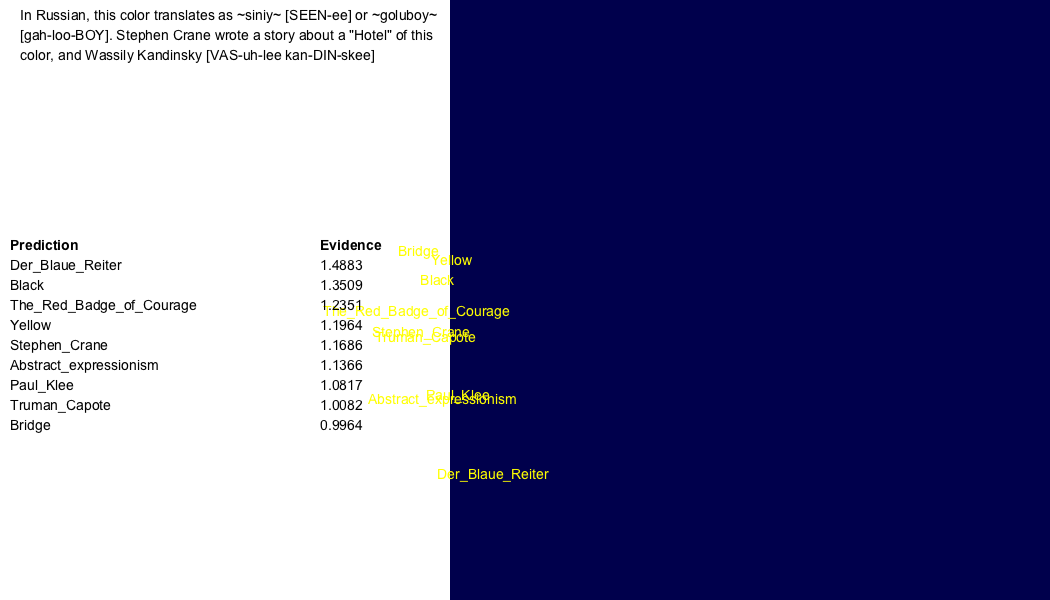 In Russian, this color translates as ~siniy~ [SEEN-ee] or ~goluboy~
[gah-loo-BOY]. Stephen Crane wrote a story about a "Hotel" of this
color, and Wassily Kandinsky [VAS-uh-lee kan-DIN-skee]
Prediction Evidence
Der_Blaue_Reiter 1.4883
Black 1.3509
The_Red_Badge_of_Courage 1.2351
Yellow 1.1964
Stephen_Crane 1.1686
Abstract_expressionism 1.1366
Paul_Klee 1.0817
Truman_Capote 1.0082
Bridge 0.9964
Bridge
Yellow
Black
The_Red_Badge_of_Courage
Stephen_Crane
Truman_Capote
Paul_Klee
Abstract_expressionism
Der_Blaue_Reiter